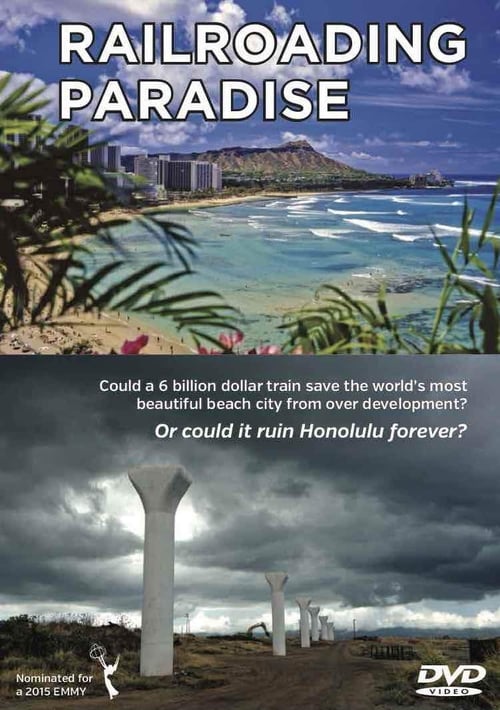 RAILROADING
PARADISE
Could a 6 billion dollar train save the world's most
beautiful beach city from over development?
Or could it ruin Honolulu forever?
Nominated for
a 2015 EMMY
DVD
VIDEO